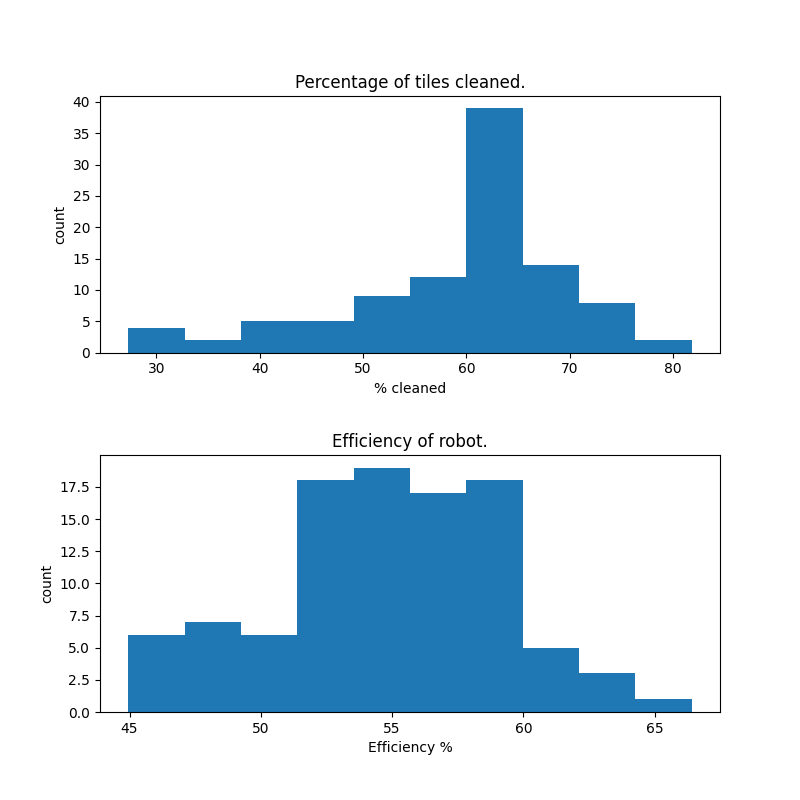 Percentage of tiles cleaned.
40
35
30
25
20
15
10
5
0
count
30 40 50 60 70 80
% cleaned
Efficiency of robot.
17.5
15.0
12.5
10.0
7.5
5.0
2.5
0.0
count
45 50 55 60 65
Efficiency %